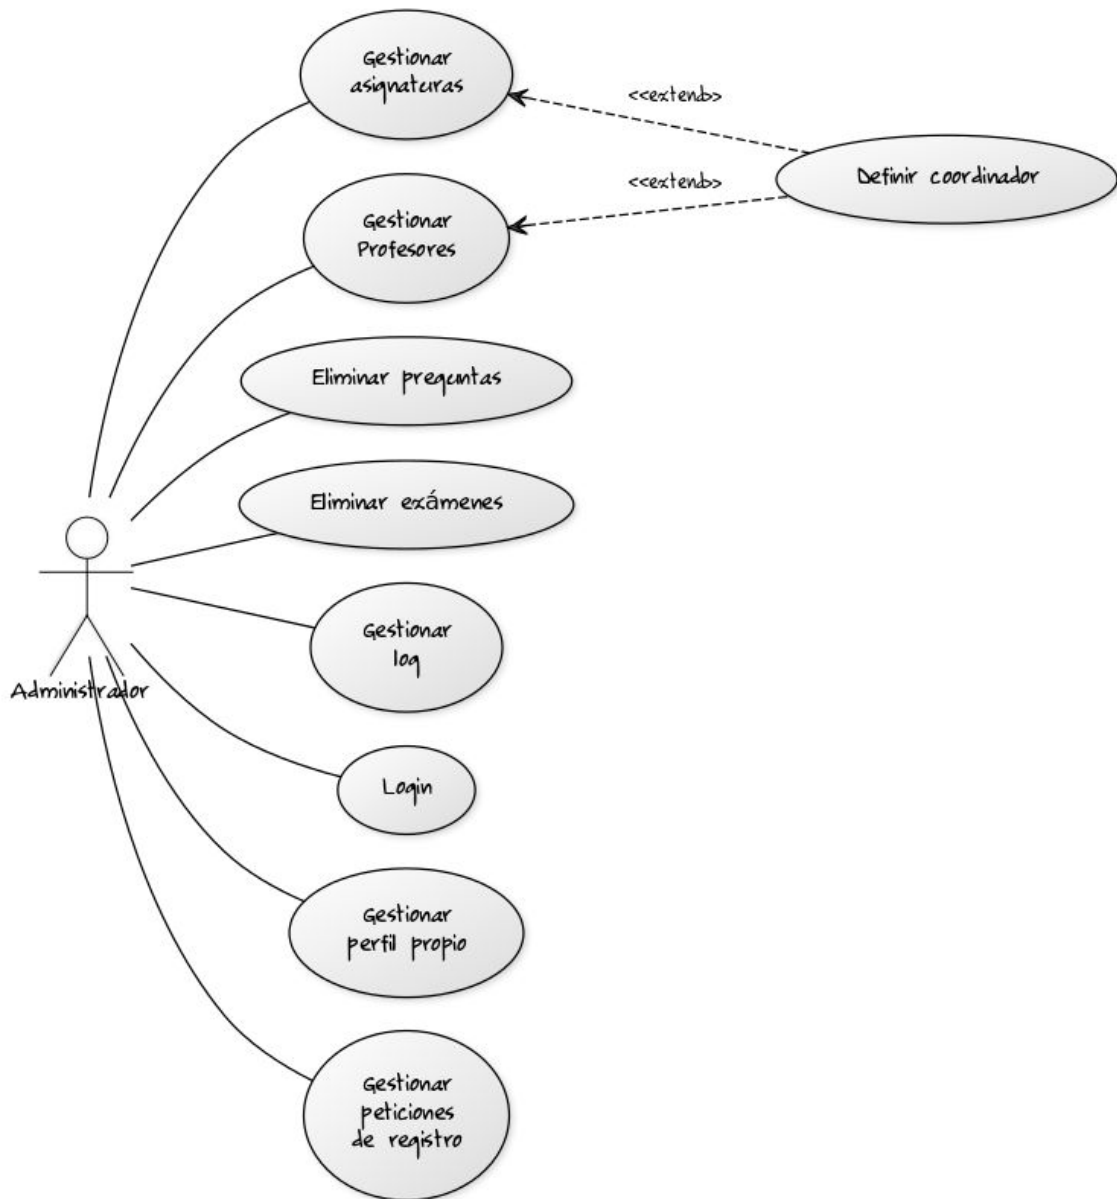 Gestionar
asignaturas
<<extend>>
Definir coordinador
<<extend>>
Gestionar
Profesores
Eliminar preguntas
Eliminar exámenes
Gestionar
log
Administrador
Login
Gestionar
perfil propio
Gestionar
peticiones
de registro